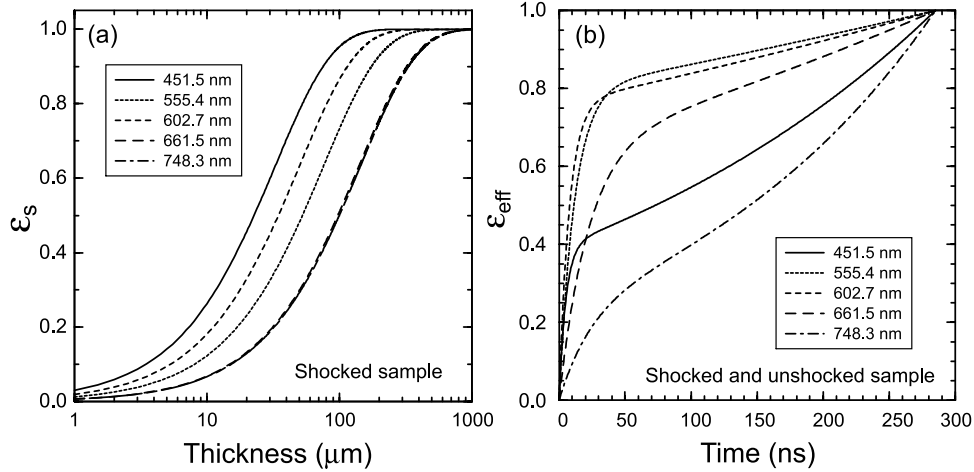 (a)
1.0
0.8
0.6
0.4
0.2
0.0
εs
451.5 nm
555.4 nm
602.7 nm
661.5 nm
748.3 nm
Shocked sample
1
10
100
1000
Thickness (μm)
(b)
1.0
0.8
0.6
0.4
0.2
0.0
εeff
451.5 nm
555.4 nm
602.7 nm
661.5 nm
748.3 nm
Shocked and unshocked sample
0
50
100
150
200
250
300
Time (ns)